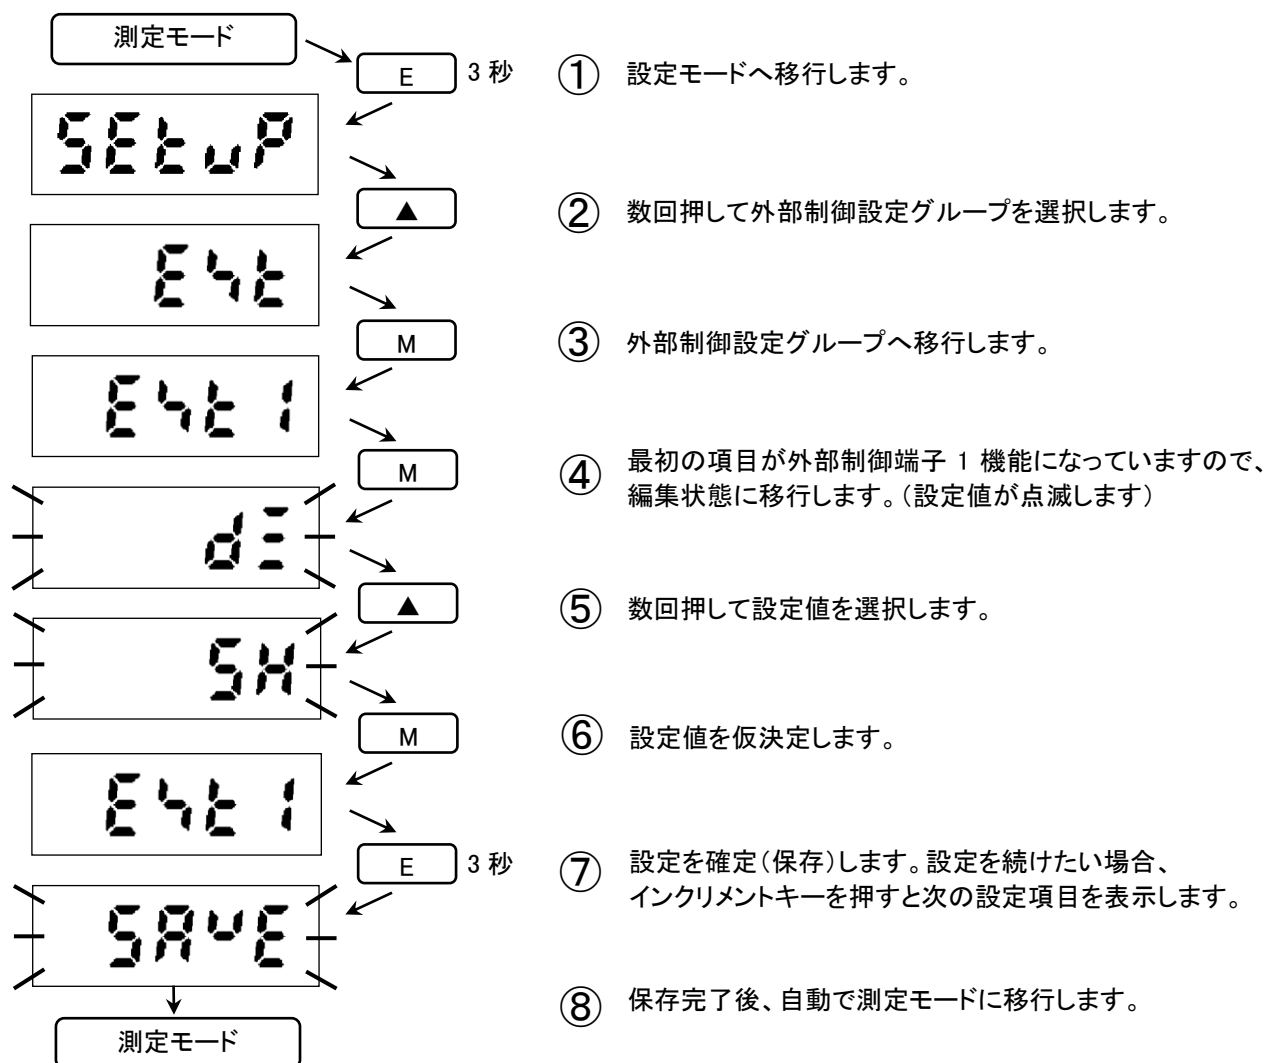 測定モード
E 3 秒 ① 設定モードへ移行します。
SEtuP
▲ ② 数回押して外部制御設定グループを選択します。
M ③ 外部制御設定グループへ移行します。
M ④ 最初の項目が外部制御端子 1 機能になっていますので、
編集状態に移行します。（設定値が点滅します）
▲ ⑤ 数回押して設定値を選択します。
SH
M ⑥ 設定値を仮決定します。
E 3 秒 ⑦ 設定を確定（保存）します。設定を続けたい場合、
インクリメントキーを押すと次の設定項目を表示します。
SAvE
⑧ 保存完了後、自動で測定モードに移行します。
測定モード